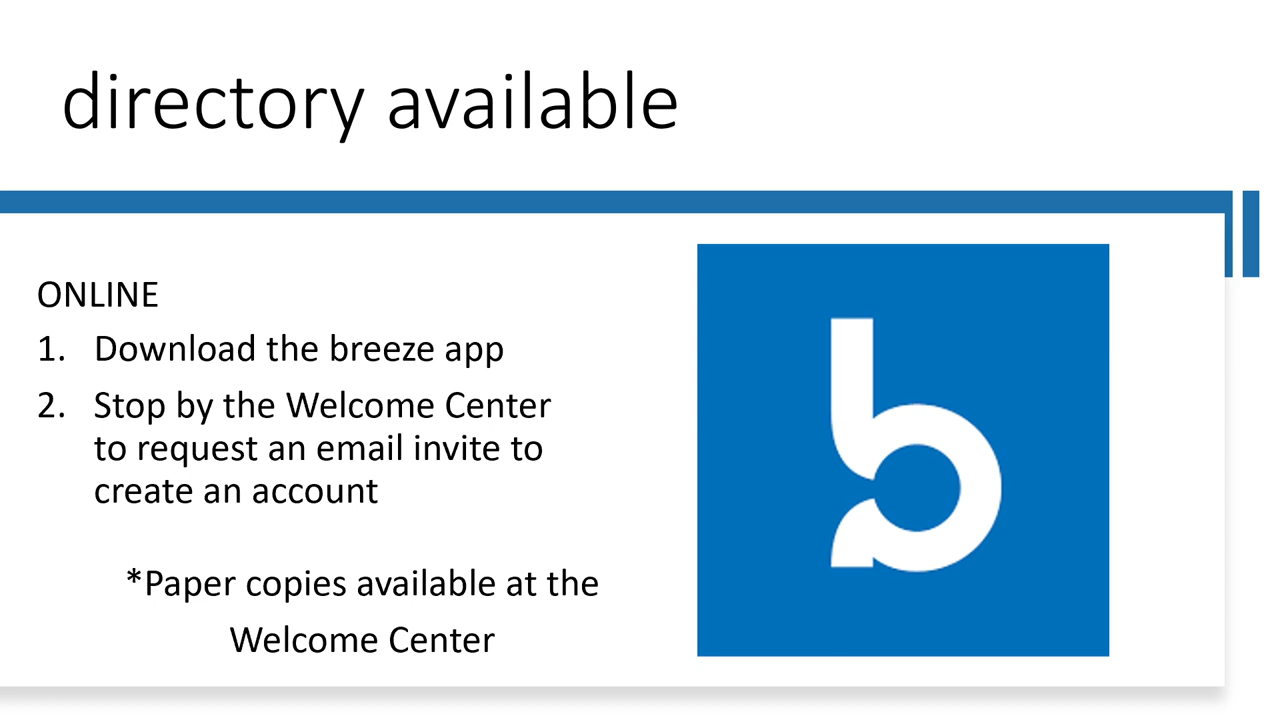 directory available
ONLINE
1. Download the breeze app
2. Stop by the Welcome Center
to request an email invite to
create an account
*Paper copies available at the
Welcome Center
b